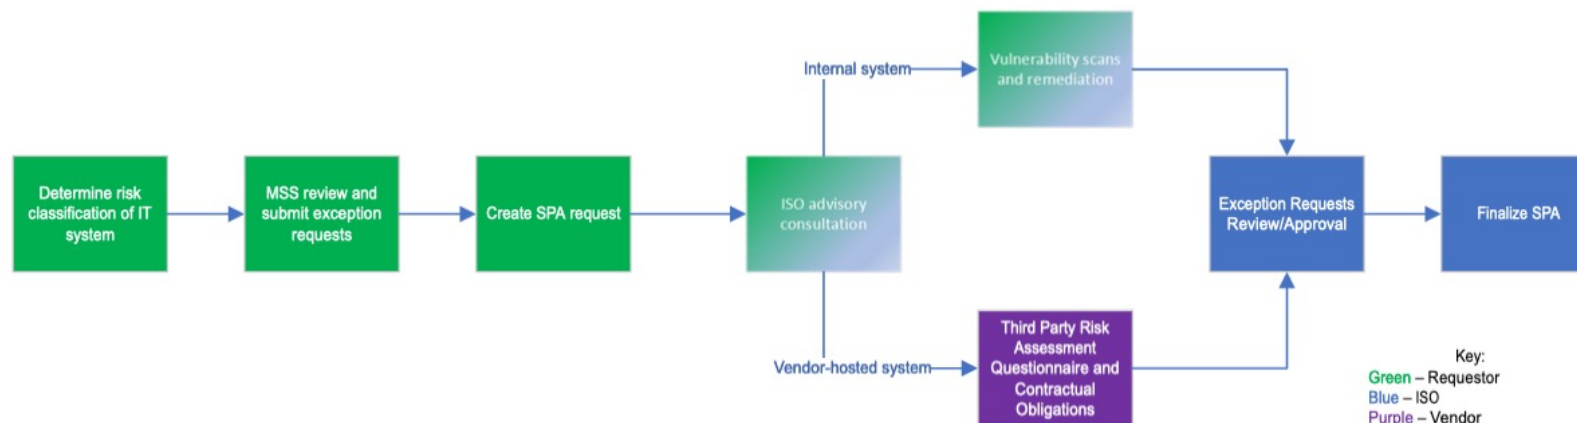 Determine risk
classification of IT
system
MSS review and
submit exception
requests
Create SPA request
ISO advisory
consultation
Internal system
Vulnerability scans
and remediation
Vendor-hosted system
Third Party Risk
Assessment
Questionnaire and
Contractual
Obligations
Exception Requests
Review/Approval
Finalize SPA
Key:
Green – Requestor
Blue – ISO
Purple – Vendor